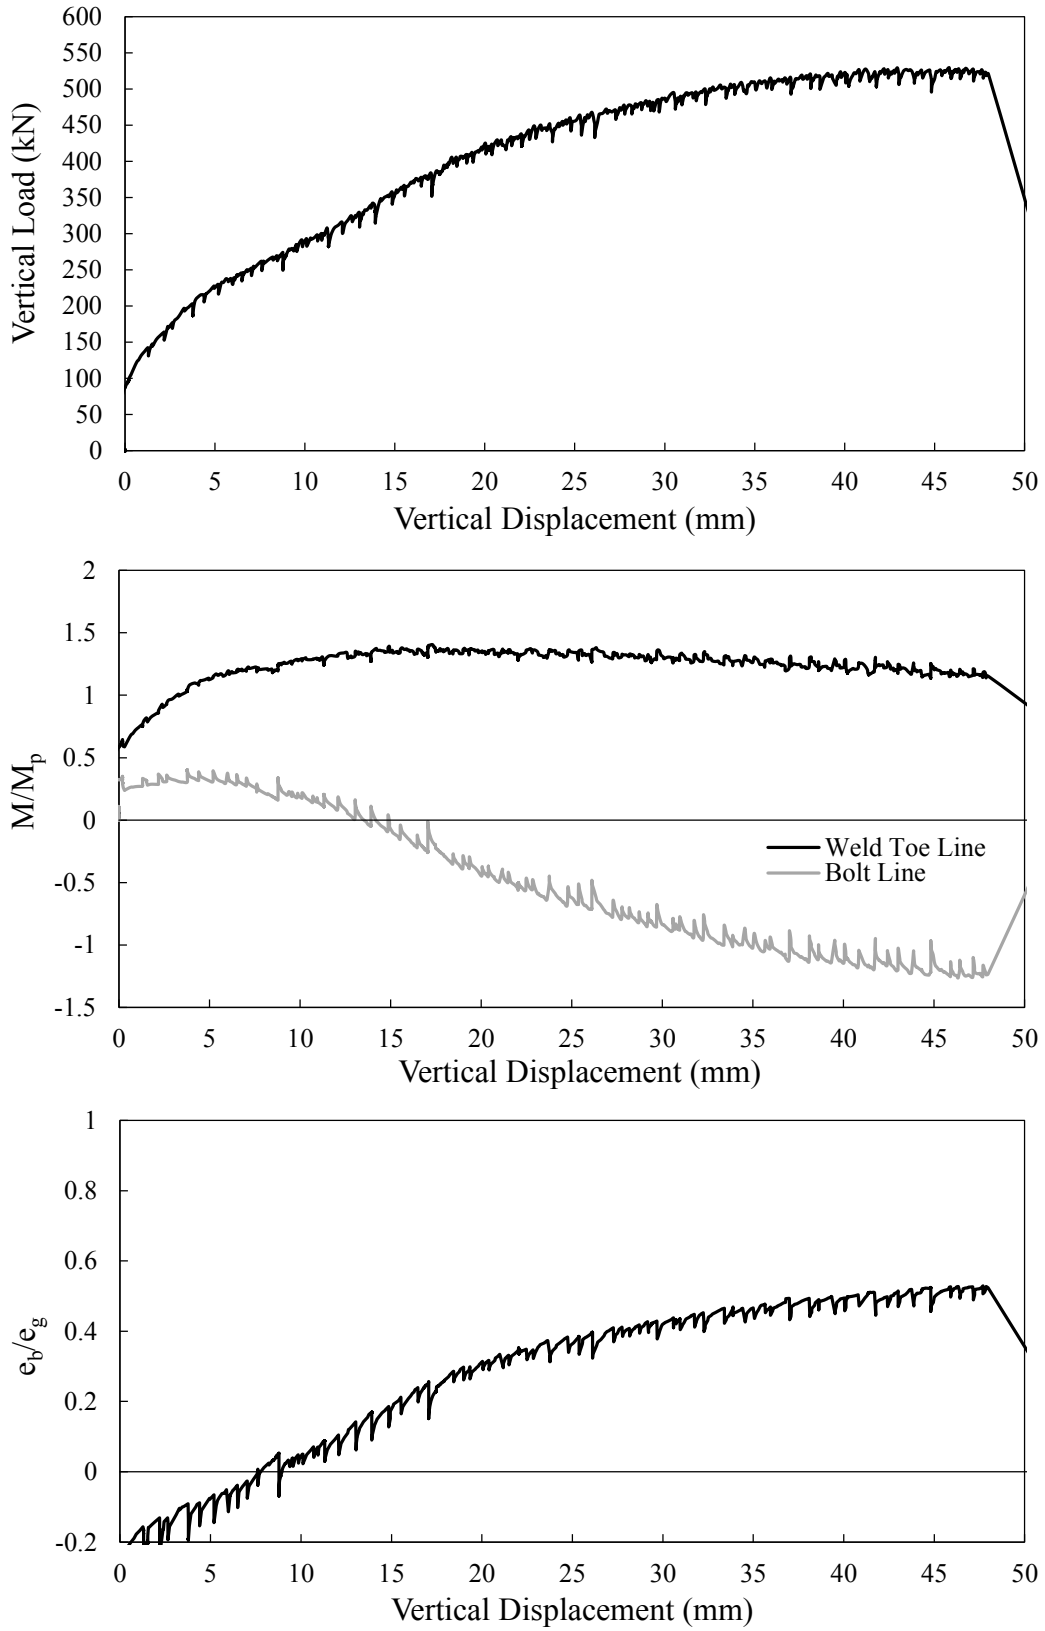 600
550
500
450
400
350
300
250
200
150
100
50
0
Vertical Load (kN)
0 5 10 15 20 25 30 35 40 45 50
Vertical Displacement (mm)
2
1.5
1
0.5
0
-0.5
-1
-1.5
M/Mp
Weld Toe Line
Bolt Line
0 5 10 15 20 25 30 35 40 45 50
Vertical Displacement (mm)
1
0.8
0.6
0.4
0.2
0
-0.2
eb/eg
0 5 10 15 20 25 30 35 40 45 50
Vertical Displacement (mm)